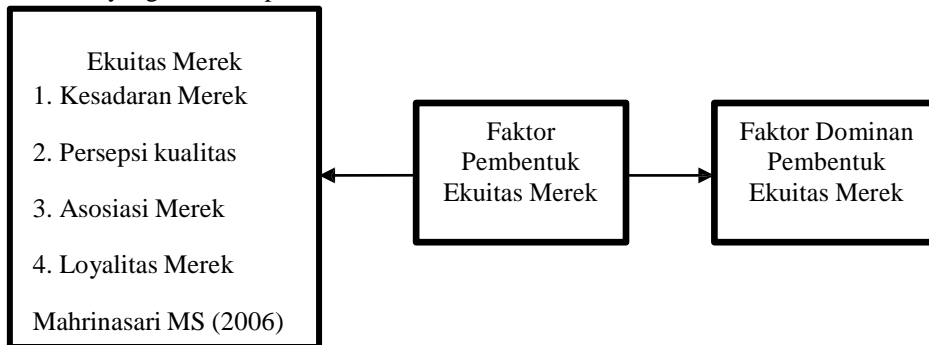 Ekuitas Merek
1. Kesadaran Merek
2. Persepsi kualitas
3. Asosiasi Merek
4. Loyalitas Merek
Mahrinasari MS (2006)
Faktor
Pembentuk
Ekuitas Merek
Faktor Dominan
Pembentuk
Ekuitas Merek